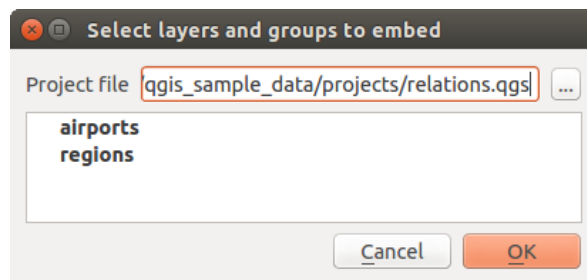 Select layers and groups to embed
Project file /qgis_sample_data/projects/relations.qgs ...
airports
regions
Cancel OK